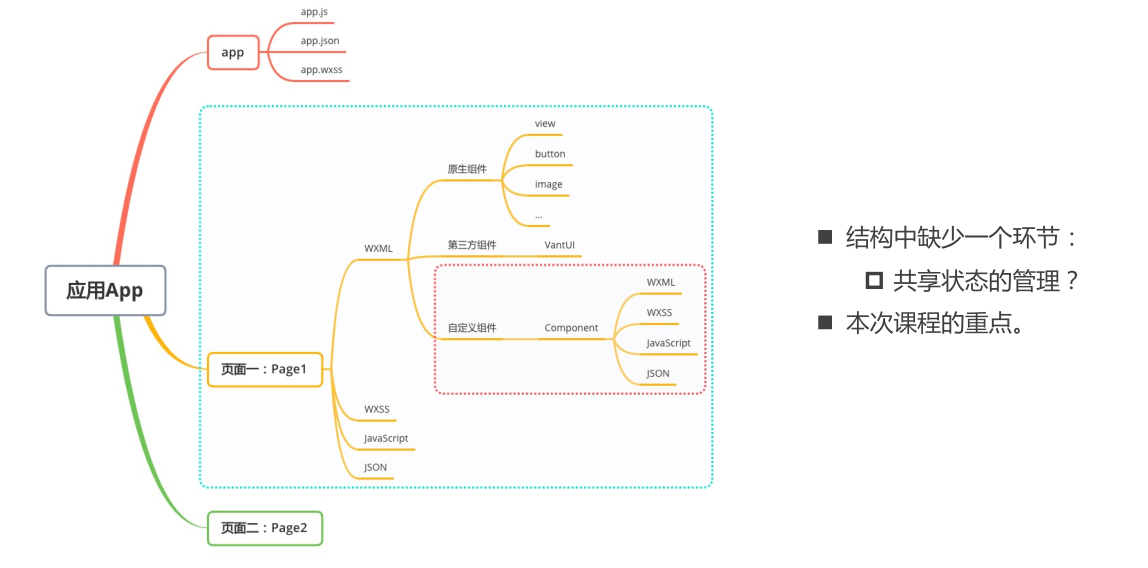 app.js
app
app.json
app.wxss
view
button
原生组件
image
...
WXML
第三方组件
VantUI
应用App
WXML
WXSS
自定义组件
Component
JavaScript
JSON
页面一：Page1
WXSS
JavaScript
JSON
页面二：Page2
结构中缺少一个环节：
共享状态的管理？
本次课程的重点。